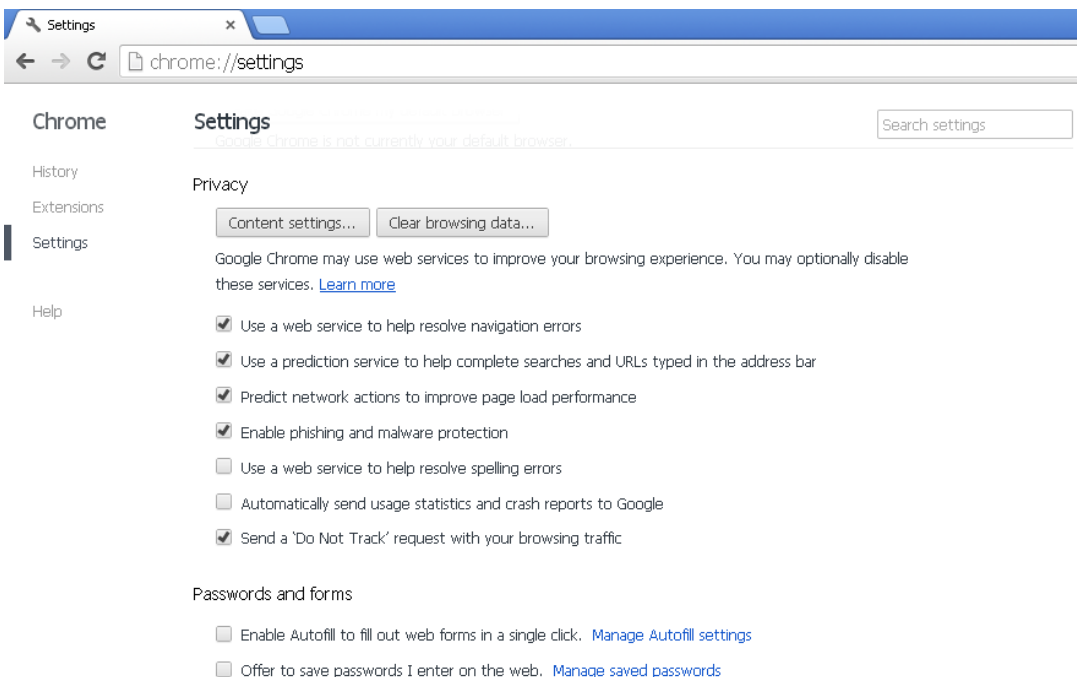 Settings
chrome://settings
Chrome
Settings
Search settings
Google Chrome is not currently your default browser.
History
Extensions
Settings
Help
Privacy
Content settings...
Clear browsing data...
Google Chrome may use web services to improve your browsing experience. You may optionally disable
these services. Learn more
Use a web service to help resolve navigation errors
Use a prediction service to help complete searches and URLs typed in the address bar
Predict network actions to improve page load performance
Enable phishing and malware protection
Use a web service to help resolve spelling errors
Automatically send usage statistics and crash reports to Google
Send a 'Do Not Track' request with your browsing traffic
Passwords and forms
Enable Autofill to fill out web forms in a single click. Manage Autofill settings
Offer to save passwords I enter on the web. Manage saved passwords